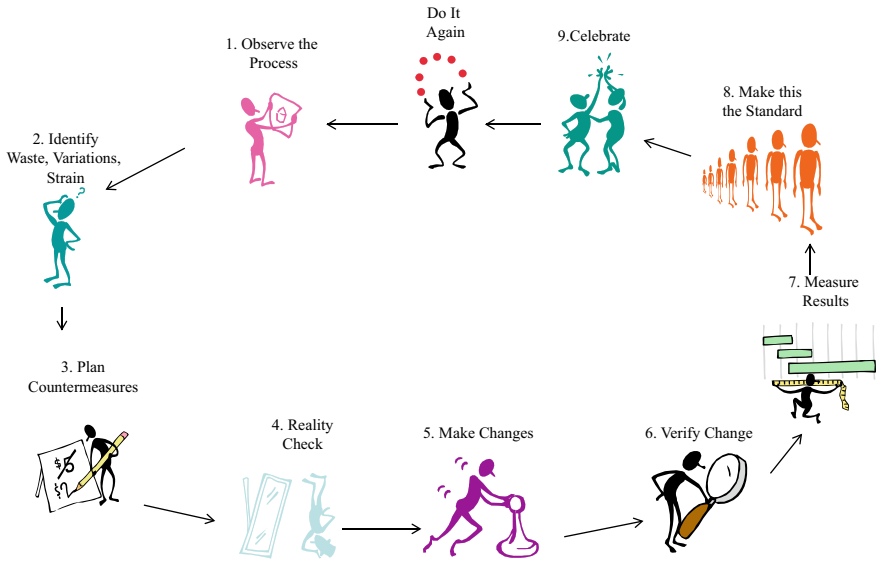 Do It
Again
1. Observe the
Process
9.Celebrate
2. Identify
Waste, Variations,
Strain
?
8. Make this
the Standard
7. Measure
Results
3. Plan
Countermeasures
4. Reality
Check
5. Make Changes
6. Verify Change